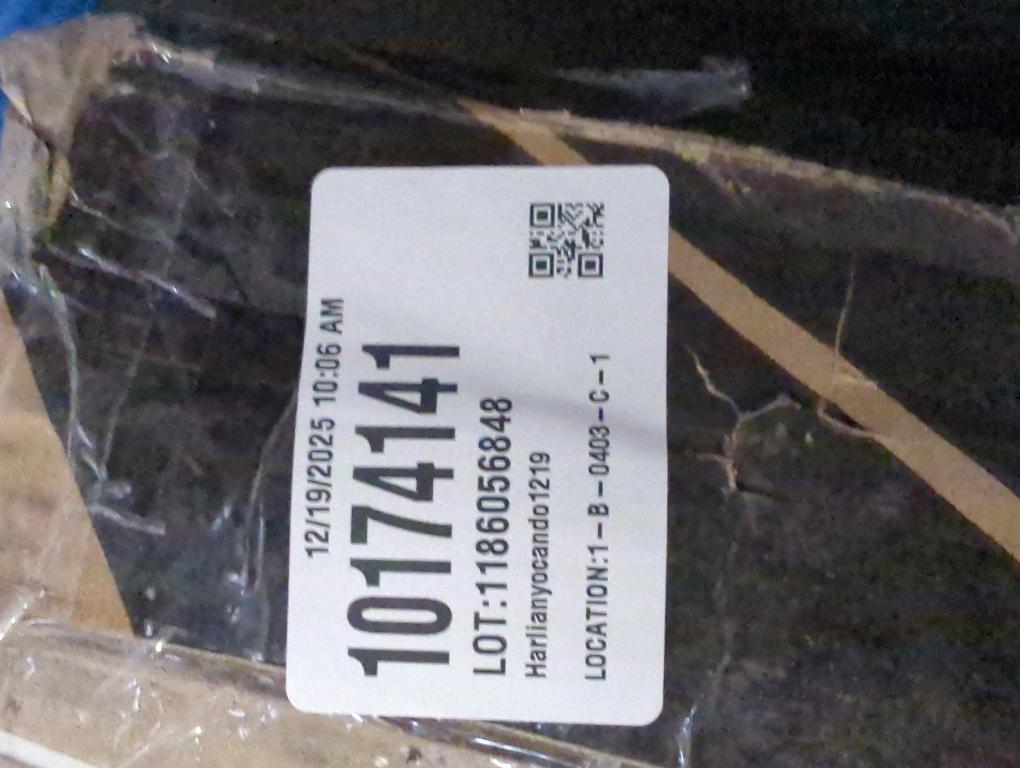 12/19/2025 10:06 AM
10174141
LOT:1186056848
Harlianyocando1219
LOCATION:1-B-0403-C-1